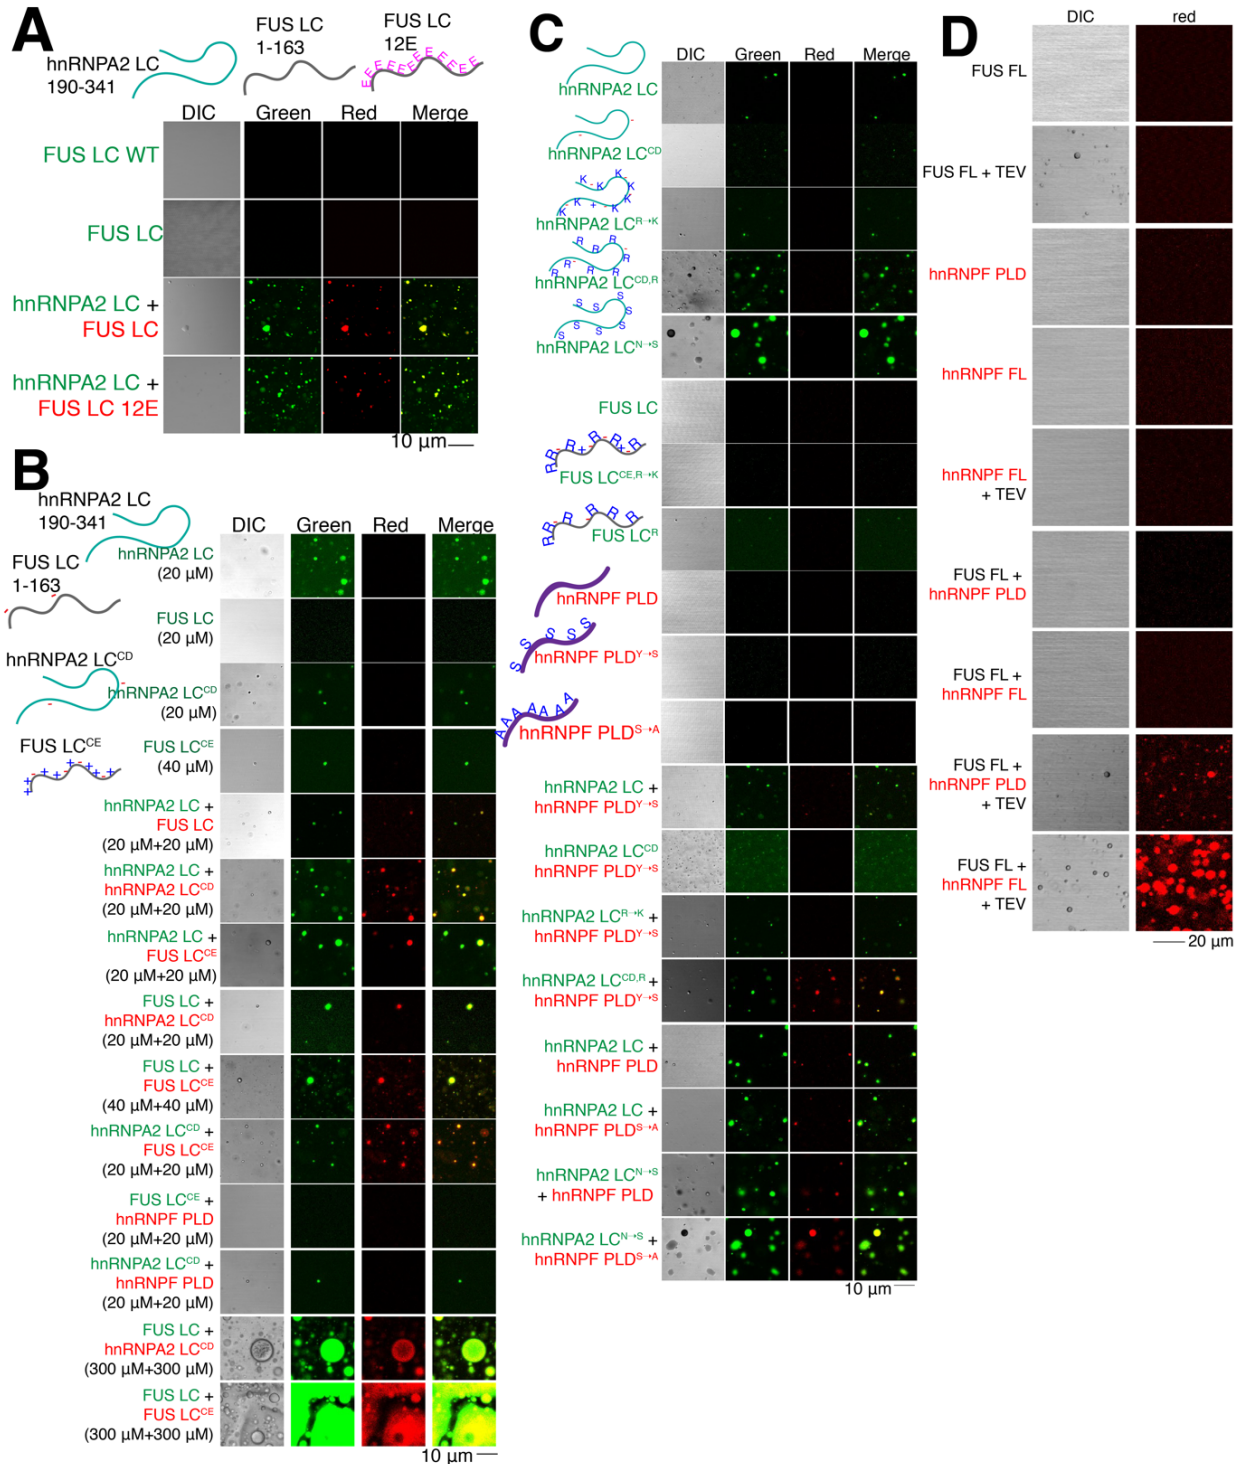 A
hnRNPA2 LC
190-341
FUS LC
1-163
FUS LC
12E
EEEEEEEEEEEE
DIC Green Red Merge
FUS LC WT
FUS LC
hnRNPA2 LC +
FUS LC
hnRNPA2 LC +
FUS LC 12E
10 µm
B
hnRNPA2 LC
190-341
FUS LC
1-163
hnRNPA2 LCCD
FUS LCCE
DIC Green Red Merge
hnRNPA2 LC
(20 µM)
FUS LC
(20 µM)
hnRNPA2 LCCD
(20 µM)
FUS LCCE
(40 µM)
hnRNPA2 LC +
FUS LC
(20 µM+20 µM)
hnRNPA2 LC +
hnRNPA2 LCCD
(20 µM+20 µM)
hnRNPA2 LC +
FUS LCCE
(20 µM+20 µM)
FUS LC +
hnRNPA2 LCCD
(20 µM+20 µM)
FUS LC +
FUS LCCE
(40 µM+40 µM)
hnRNPA2 LCCD +
FUS LCCE
(20 µM+20 µM)
FUS LCCE +
hnRNPF PLD
(20 µM+20 µM)
hnRNPA2 LCCD +
hnRNPF PLD
(20 µM+20 µM)
FUS LC +
hnRNPA2 LCCD
(300 µM+300 µM)
FUS LC +
FUS LCCE
(300 µM+300 µM)
10 µm
C
DIC Green Red Merge
hnRNPA2 LC
hnRNPA2 LCCD
hnRNPA2 LCR→K
hnRNPA2 LCCD,R
hnRNPA2 LCN→S
FUS LC
FUS LCCE,R→K
FUS LCR
hnRNPF PLD
S S S S S
hnRNPF PLDY→S
A A A A A A A
hnRNPF PLDS→A
hnRNPA2 LC +
hnRNPF PLDY→S
hnRNPA2 LCCD
hnRNPF PLDY→S
hnRNPA2 LCR→K +
hnRNPF PLDY→S
hnRNPA2 LCCD,R +
hnRNPF PLDY→S
hnRNPA2 LC +
hnRNPF PLD
hnRNPA2 LC +
hnRNPF PLDS→A
hnRNPA2 LCN→S
+ hnRNPF PLD
hnRNPA2 LCN→S +
hnRNPF PLDS→A
10 µm
D
DIC red
FUS FL
FUS FL + TEV
hnRNPF PLD
hnRNPF FL
hnRNPF FL
+ TEV
FUS FL +
hnRNPF PLD
FUS FL +
hnRNPF FL
FUS FL +
hnRNPF PLD
+ TEV
FUS FL +
hnRNPF FL
+ TEV
20 µm